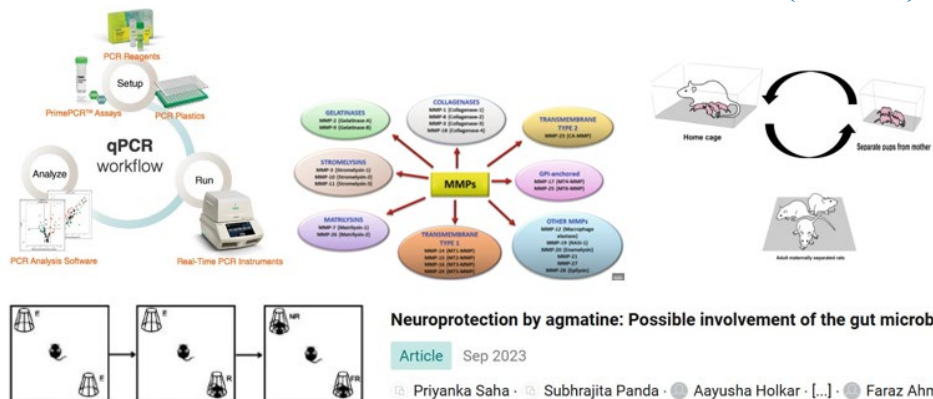 PCR Reagents
Setup
PrimePCR™ Assays
PCR Plastics
qPCR
workflow
Analyze
Run
PCR Analysis Software
Real-Time PCR Instruments
GELATINASES
MMP-2 (Gelatinase-A)
MMP-9 (Gelatinase-B)
COLLAGENASES
MMP-1 (Collagenase-1)
MMP-8 (Collagenase-2)
MMP-13 (Collagenase-3)
MMP-18 (Collagenase-4)
TRANSMEMBRANE
TYPE 2
MMP-23 (CA-MMP)
STROMELYSINS
MMP-3 (Stromelysin-1)
MMP-10 (Stromelysin-2)
MMP-11 (Stromelysin-3)
MMPs
GPI-anchored
MMP-17 (MT4-MMP)
MMP-25 (MT6-MMP)
MATRILYSINS
MMP-7 (Matrilysin-1)
MMP-26 (Matrilysin-2)
TRANSMEMBRANE
TYPE 1
MMP-14 (MT1-MMP)
MMP-15 (MT2-MMP)
MMP-16 (MT3-MMP)
MMP-24 (MT5-MMP)
OTHER MMPs
MMP-12 (Macrophage
elastase)
MMP-19 (RASI-1)
MMP-20 (Enamelysin)
MMP-21
MMP-27
MMP-28 (Epilysin)
Home cage
Separate pups from mother
Adult maternally separated rats
E
E
E
R
NR
FR
Neuroprotection by agmatine: Possible involvement of the gut microb
Article Sep 2023
Priyanka Saha · Subhrajita Panda · Aayusha Holkar · [...] · Faraz Ahm